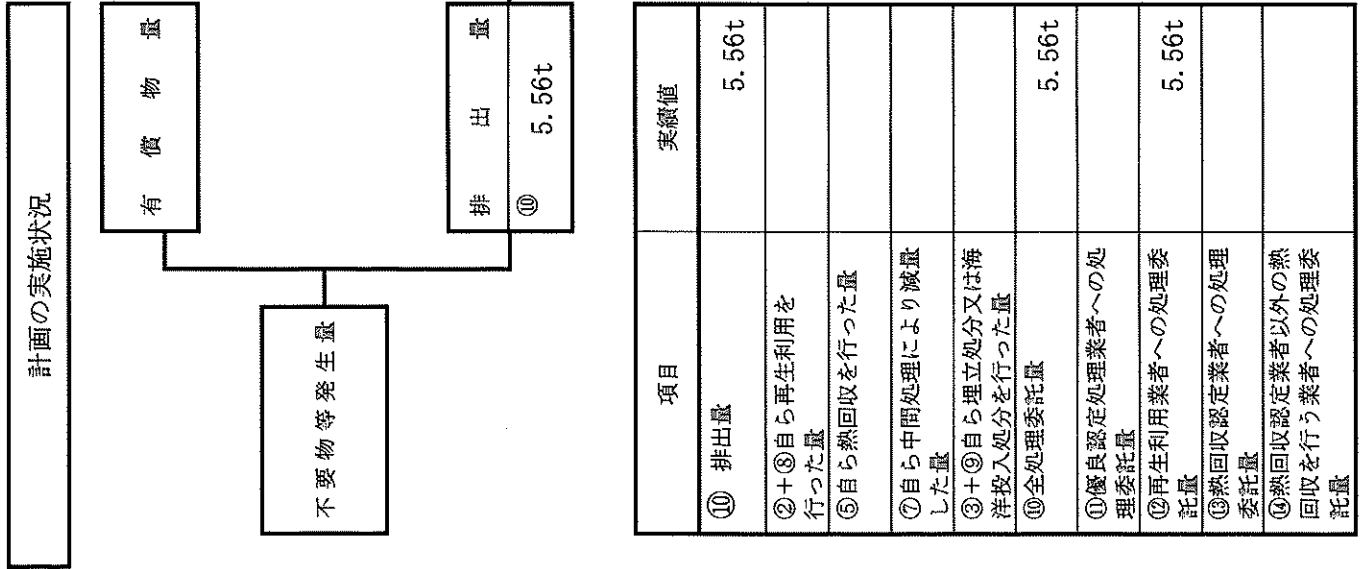 計画の実施状況
有償物量
不要物等発生量
排出量
⑩
5.56t
項目
実績値
⑩ 排出量
5.56t
②+⑧自ら再生利用を
行った量
⑤自ら熱回収を行った量
⑦自ら中間処理により減量
した量
③+⑨自ら埋立処分又は海
洋投入処分を行った量
⑩全処理委託量
5.56t
⑪優良認定処理業者への処
理委託量
⑫再生利用業者への処理委
託量
5.56t
⑬熱回収認定業者への処理
委託量
⑭熱回収認定業者以外の熱
回収を行う業者への処理委
託量